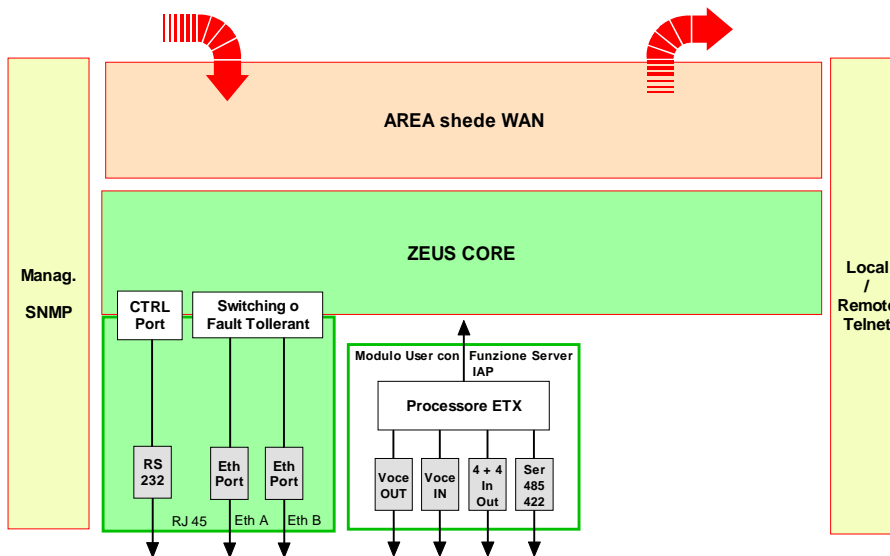 AREA shede WAN
ZEUS CORE
Manag.
SNMP
Local
/
Remote
Telnet
CTRL
Port
Switching o
Fault Tollerant
Modulo User con Funzione Server
IAP
Processore ETX
RS
232
Eth
Port
Eth
Port
Voce
OUT
Voce
IN
4 + 4
In
Out
Ser
485
422
RJ 45
Eth A
Eth B